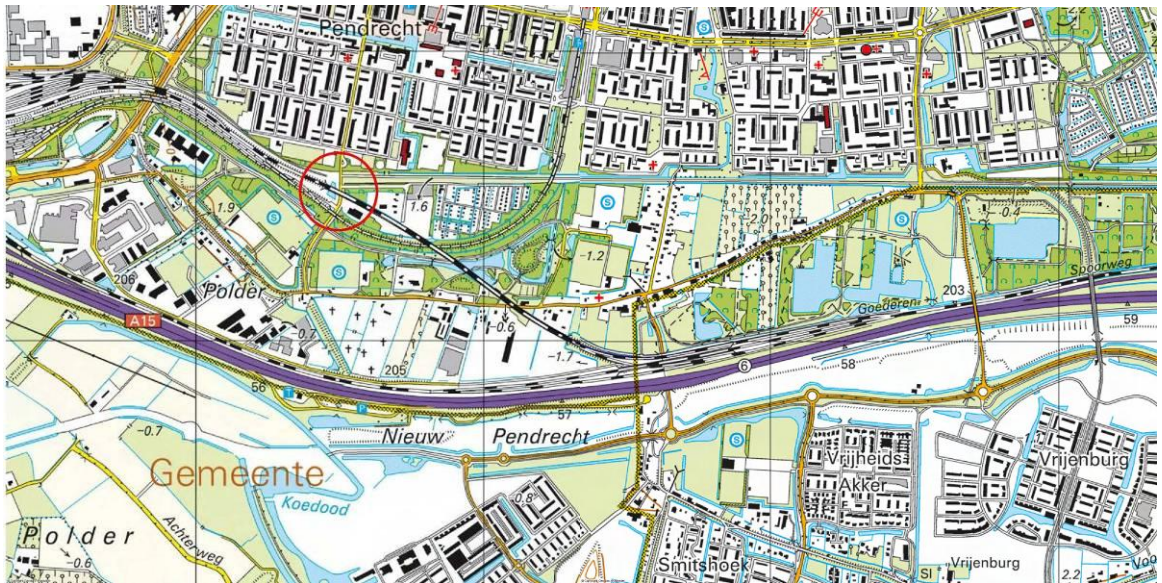 Pendrecht
S
S
1.9
1.6
S
2.0
S
-0.4
-1.2
S
206
Polder
-0.6
Goederen
203
Spoorweg
A15
-0.7
-1.7
205
6
58
59
56
T
P
57
-0.7
Nieuw Pendrecht
S
Gemeente
Koedood
-0.8
Vrijheids-
Akker
Vrijenburg
Polder
Achterweg
-0.6
Smitshoek
Vrijenburg
SI
2.2